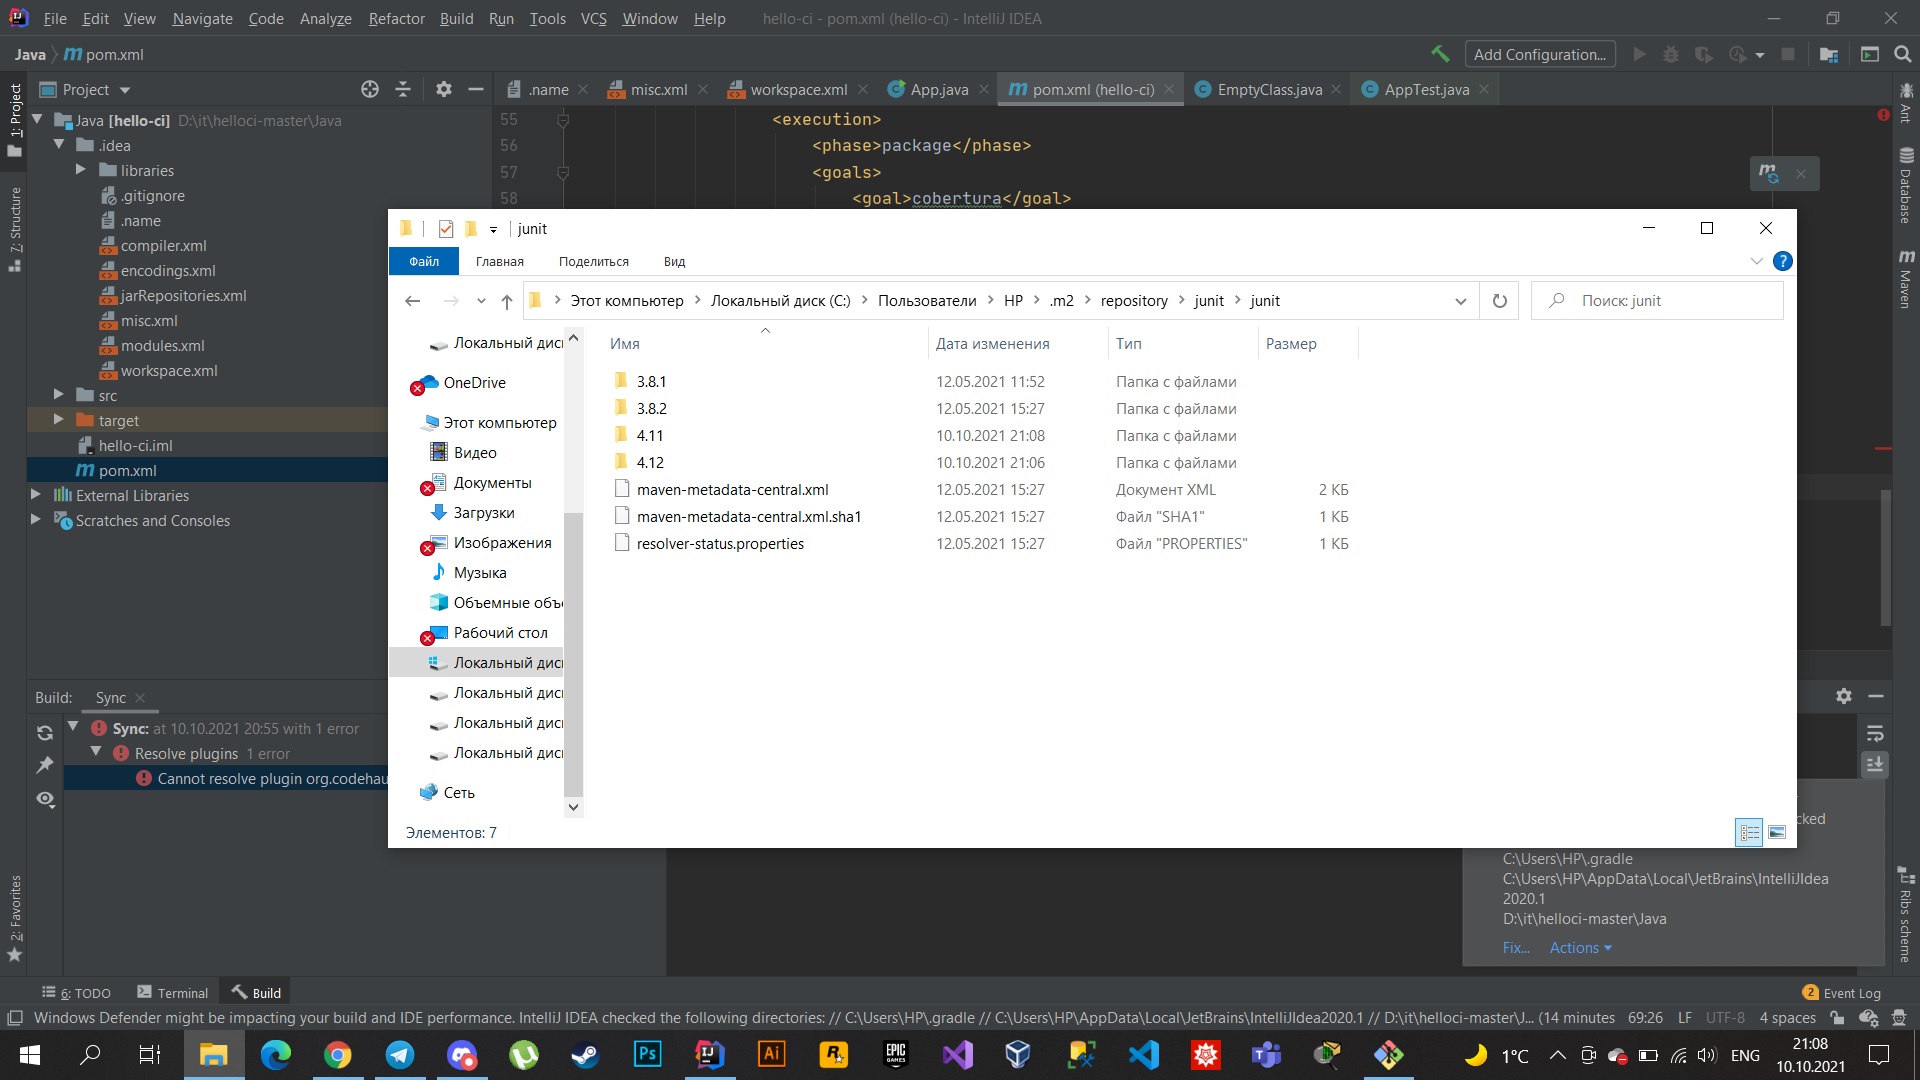 File Edit View Navigate Code Analyze Refactor Build Run Tools VCS Window Help hello-ci - pom.xml (hello-ci) - IntelliJ IDEA
Java pom.xml Add Configuration...
Project .name misc.xml workspace.xml App.java pom.xml (hello-ci) EmptyClass.java AppTest.java
1: Project
7: Structure
2: Favorites
Java [hello-ci] D:\it\helloci-master\Java
.idea
libraries
.gitignore
.name
compiler.xml
encodings.xml
jarRepositories.xml
misc.xml
modules.xml
workspace.xml
src
target
hello-ci.iml
pom.xml
External Libraries
Scratches and Consoles
55 <execution>
56 <phase>package</phase>
57 <goals>
58 <goal>cobertura</goal>
Ant
Database
Maven
Ribs scheme
junit
Файл Главная Поделиться Вид
Этот компьютер Локальный диск (C:) Пользователи HP .m2 repository junit junit Поиск: junit
Локальный диск
OneDrive
Этот компьютер
Видео
Документы
Загрузки
Изображения
Музыка
Объемные объе
Рабочий стол
Локальный диск
Локальный диск
Локальный диск
Локальный диск
Сеть
Имя Дата изменения Тип Размер
3.8.1 12.05.2021 11:52 Папка с файлами
3.8.2 12.05.2021 15:27 Папка с файлами
4.11 10.10.2021 21:08 Папка с файлами
4.12 10.10.2021 21:06 Папка с файлами
maven-metadata-central.xml 12.05.2021 15:27 Документ XML 2 КБ
maven-metadata-central.xml.sha1 12.05.2021 15:27 Файл "SHA1" 1 КБ
resolver-status.properties 12.05.2021 15:27 Файл "PROPERTIES" 1 КБ
Элементов: 7
Build: Sync
Sync: at 10.10.2021 20:55 with 1 error
Resolve plugins 1 error
Cannot resolve plugin org.codehau
cked
C:\Users\HP\.gradle
C:\Users\HP\AppData\Local\JetBrains\IntelliJIdea
2020.1
D:\it\helloci-master\Java
Fix... Actions
6: TODO Terminal Build 2 Event Log
Windows Defender might be impacting your build and IDE performance. IntelliJ IDEA checked the following directories: // C:\Users\HP\.gradle // C:\Users\HP\AppData\Local\JetBrains\IntelliJIdea2020.1 // D:\it\helloci-master\J... (14 minutes 69:26 LF UTF-8 4 spaces
Ps Ai EPIC GAMES 1°C ENG 21:08
10.10.2021